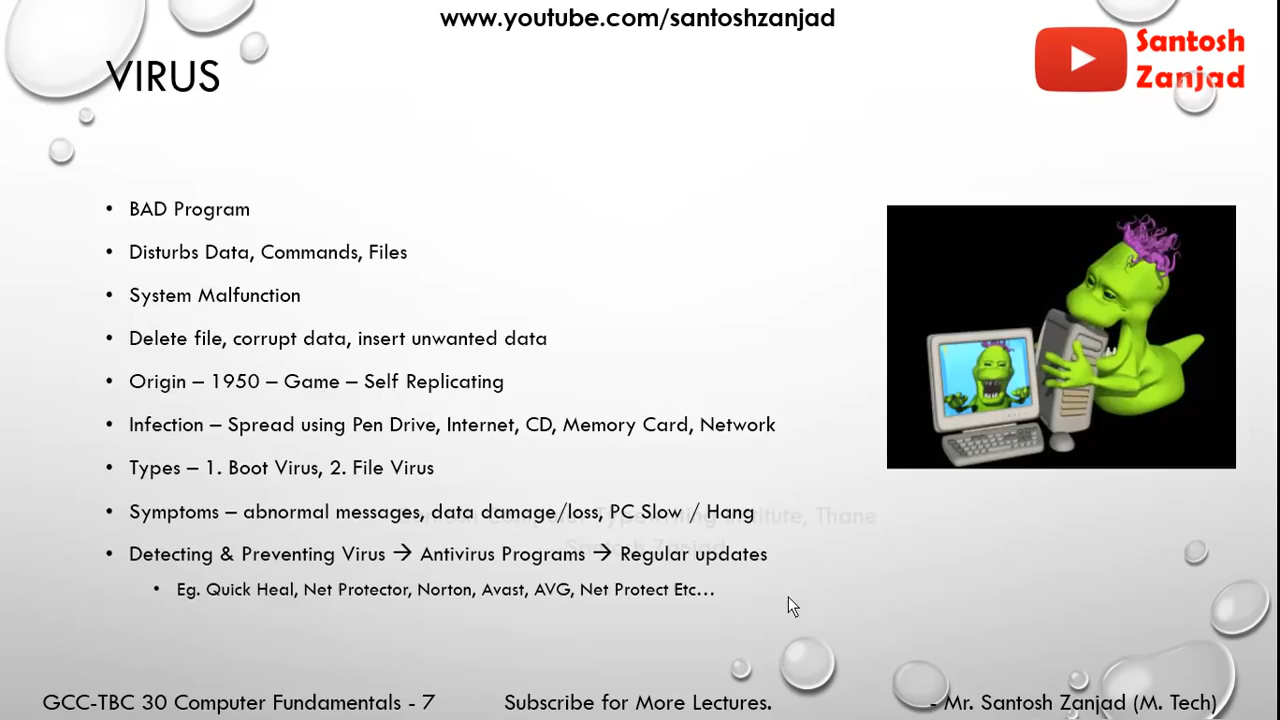 www.youtube.com/santoshzanjad
Santosh
Zanjad
VIRUS
• BAD Program
• Disturbs Data, Commands, Files
• System Malfunction
• Delete file, corrupt data, insert unwanted data
• Origin – 1950 – Game – Self Replicating
• Infection – Spread using Pen Drive, Internet, CD, Memory Card, Network
• Types – 1. Boot Virus, 2. File Virus
• Symptoms – abnormal messages, data damage/loss, PC Slow / Hang
Institute, Thane
• Detecting & Preventing Virus → Antivirus Programs → Regular updates
• Eg. Quick Heal, Net Protector, Norton, Avast, AVG, Net Protect Etc...
GCC-TBC 30 Computer Fundamentals - 7
Subscribe for More Lectures.
- Mr. Santosh Zanjad (M. Tech)